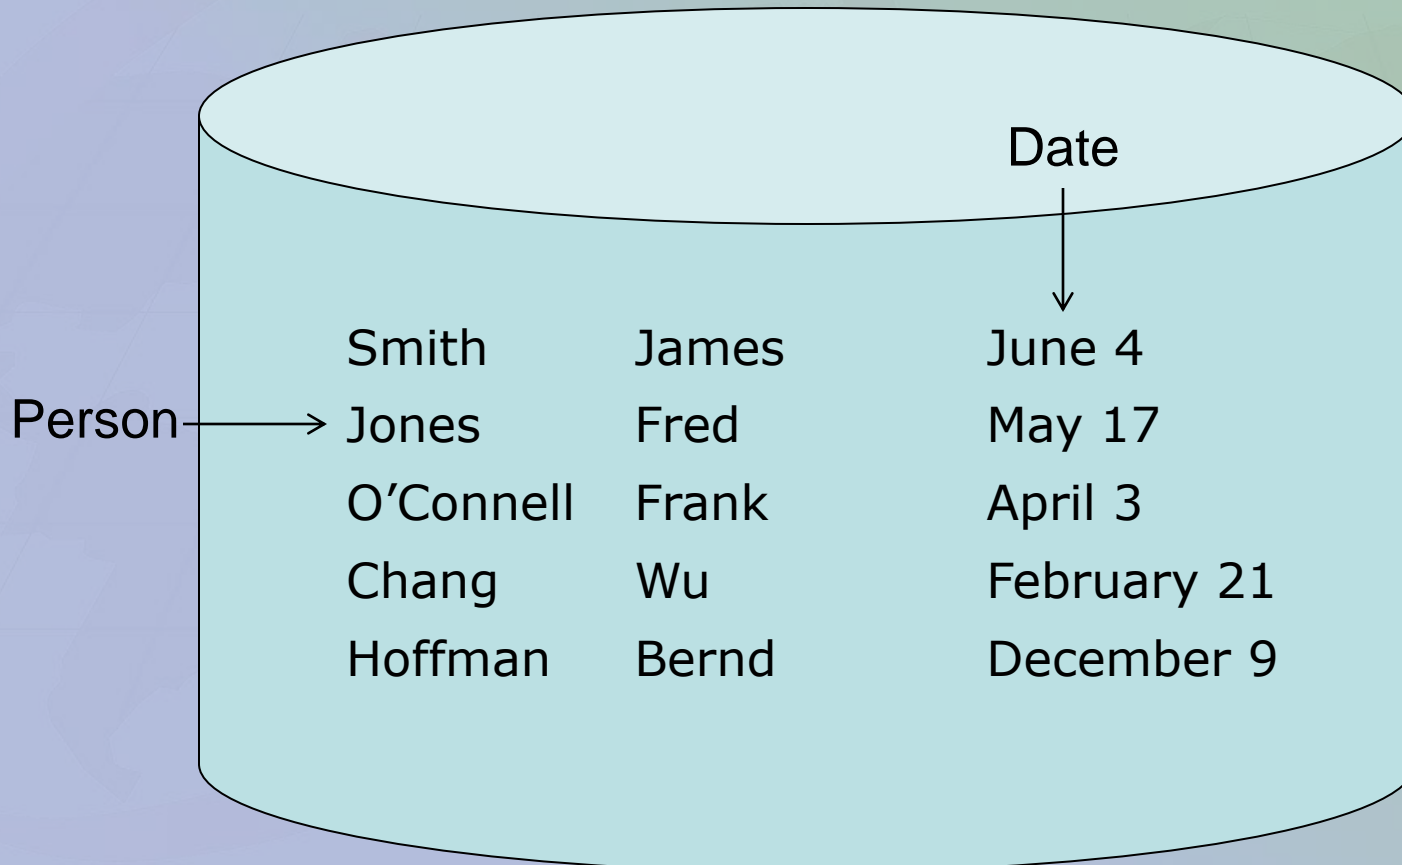 Date
Smith James June 4
Person Jones Fred May 17
O’Connell Frank April 3
Chang Wu February 21
Hoffman Bernd December 9